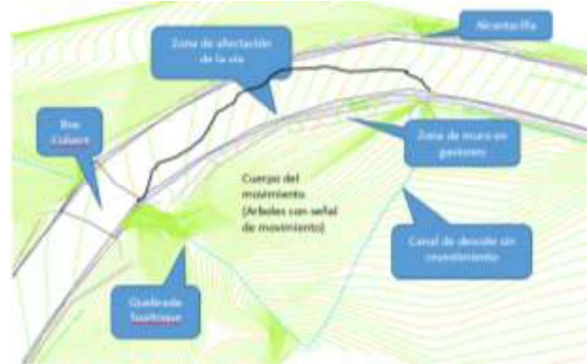 Alcantarilla
Zona de afectación
de la vía
Box
Culvert
Zona de muro en
gaviones
Cuerpo del
movimiento
(Arboles con señal
de movimiento)
Canal de descole sin
revestimiento
Quebrada